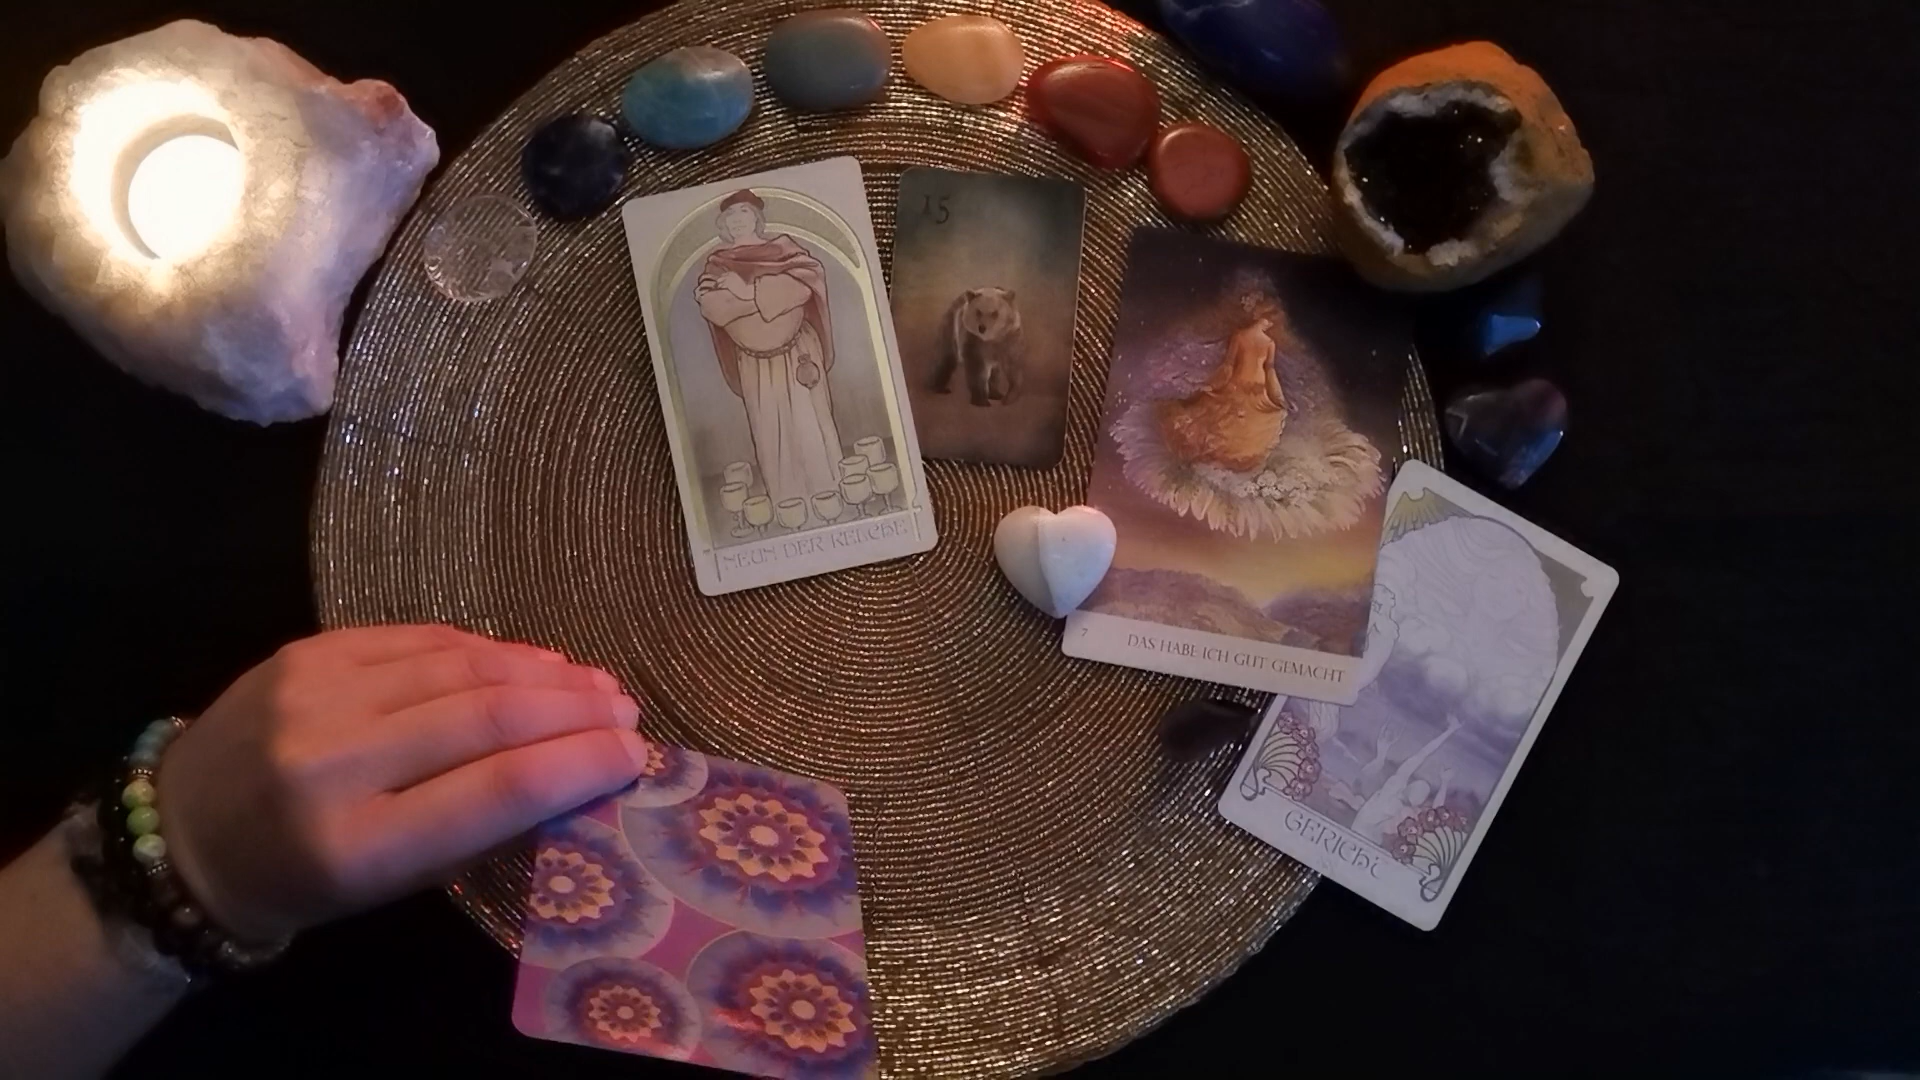 NEUN DER KELCHE
15
7
DAS HABE ICH GUT GEMACHT
GERICHT